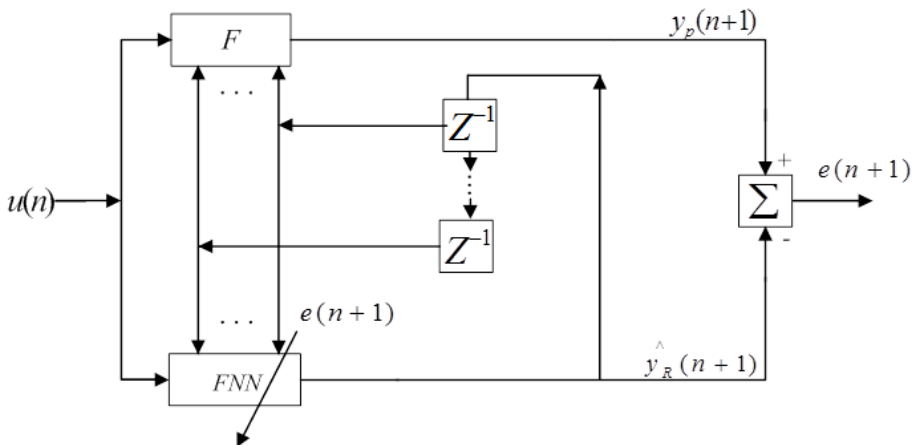 F
y_p(n+1)
...
Z^{-1}
+
e(n+1)
u(n)
⋮
Σ
-
Z^{-1}
...
e(n+1)
FNN
ŷ_R(n+1)